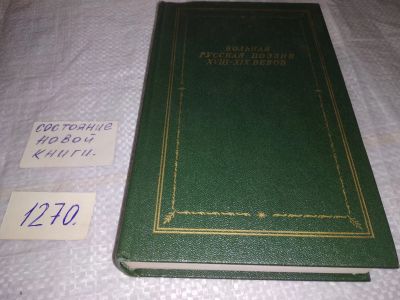 ВОЛЬНАЯ
РУССКАЯ ПОЭЗИЯ
XVIII-XIX ВЕКОВ
СОСТОЯНИЕ
НОВОЙ
КНИГИ.
1270.